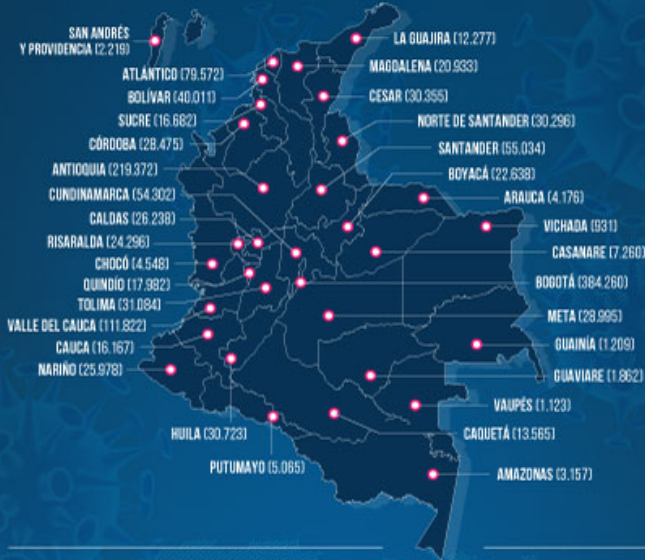 SAN ANDRÉS
Y PROVIDENCIA (2.219)
ATLÁNTICO (79.572)
BOLÍVAR (40.011)
SUCRE (16.682)
CÓRDOBA (28.475)
ANTIOQUIA (219.372)
CUNDINAMARCA (54.302)
CALDAS (26.238)
RISARALDA (24.296)
CHOCÓ (4.548)
QUINDÍO (17.982)
TOLIMA (31.084)
VALLE DEL CAUCA (111.822)
CAUCA (16.167)
NARIÑO (25.978)
HUILA (30.723)
PUTUMAYO (5.065)
LA GUAJIRA (12.277)
MAGDALENA (20.933)
CESAR (30.355)
NORTE DE SANTANDER (30.296)
SANTANDER (55.034)
BOYACÁ (22.638)
ARAUCA (4.176)
VICHADA (931)
CASANARE (7.260)
BOGOTÁ (384.260)
META (28.995)
GUAINÍA (1.209)
GUAVIARE (1.862)
VAUPÉS (1.123)
CAQUETÁ (13.565)
AMAZONAS (3.157)